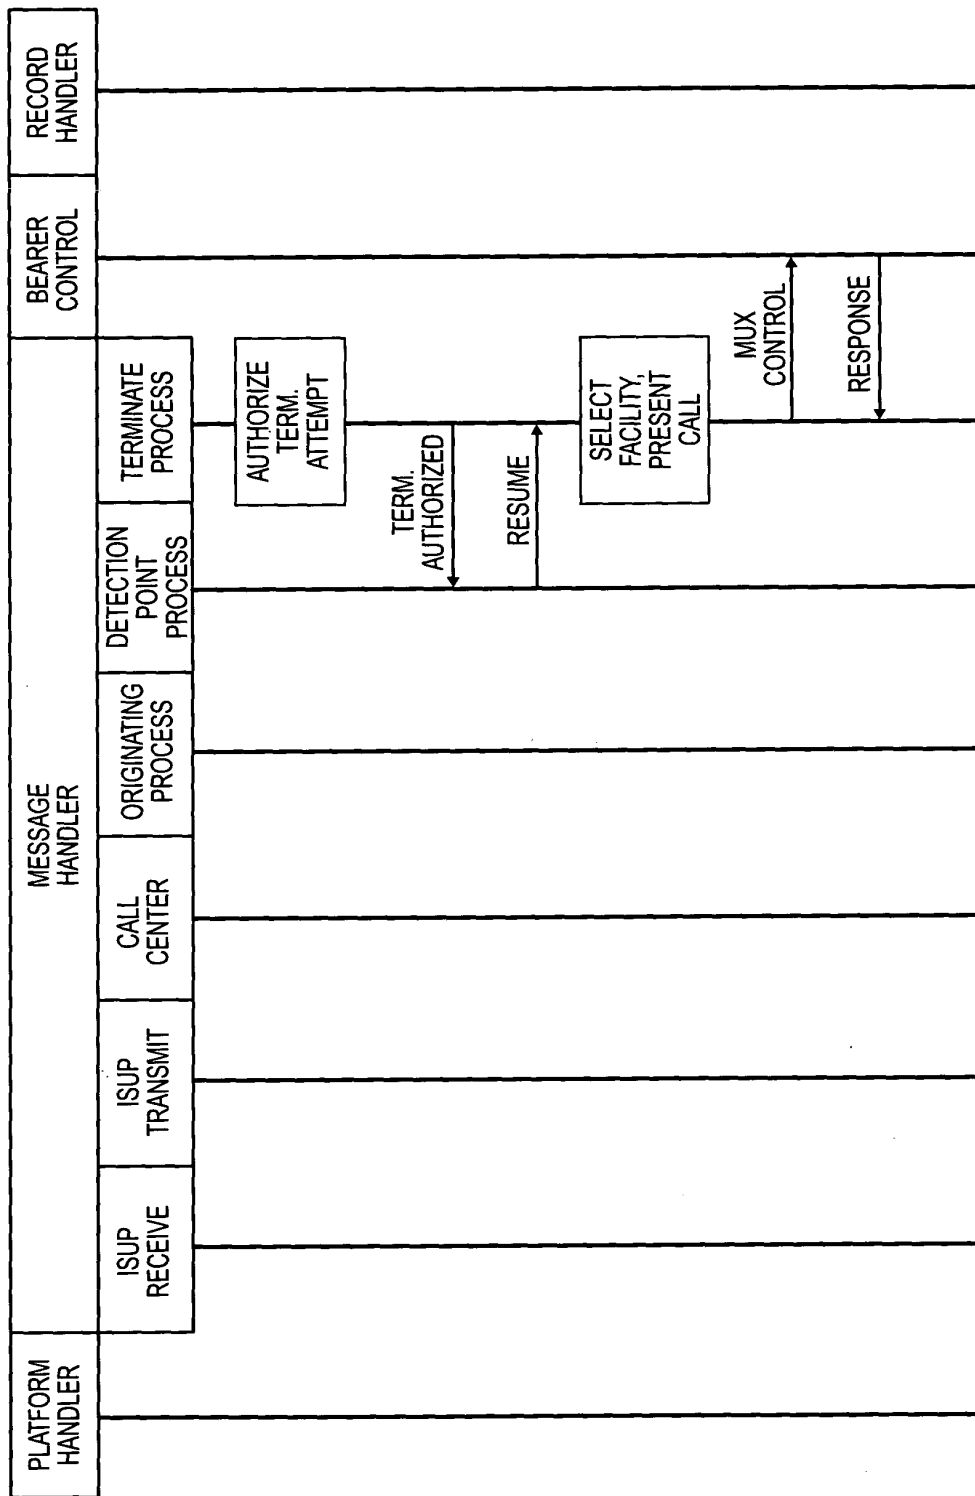 PLATFORM
HANDLER
MESSAGE
HANDLER
BEARER
CONTROL
RECORD
HANDLER
ISUP
RECEIVE
ISUP
TRANSMIT
CALL
CENTER
ORIGINATING
PROCESS
DETECTION
POINT
PROCESS
TERMINATE
PROCESS
AUTHORIZE
TERM.
ATTEMPT
TERM.
AUTHORIZED
RESUME
SELECT
FACILITY,
PRESENT
CALL
MUX
CONTROL
RESPONSE